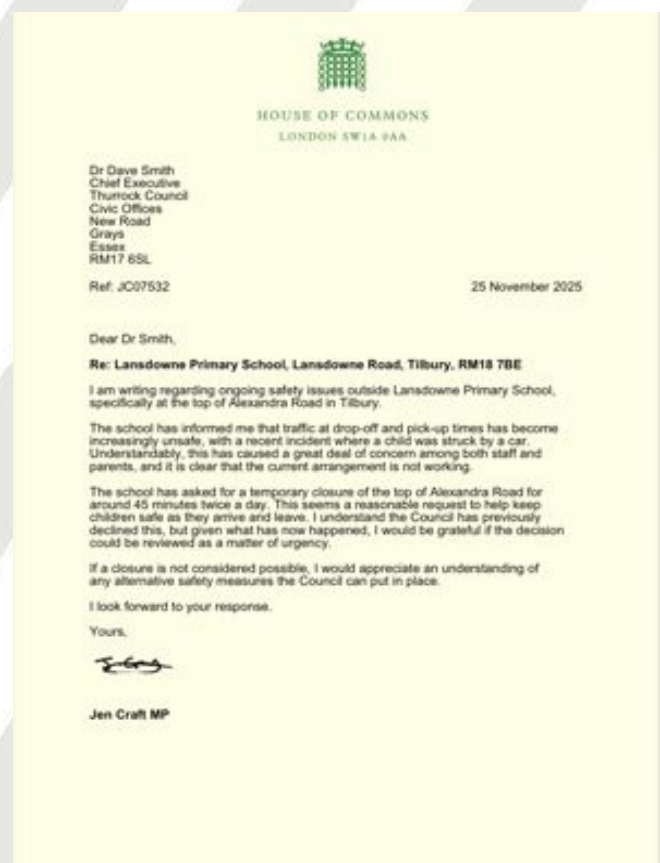 HOUSE OF COMMONS
LONDON SW1A 0AA
Dr Dave Smith
Chief Executive
Thurrock Council
Civic Offices
New Road
Grays
Essex
RM17 6SL
Ref: JC07532
25 November 2025
Dear Dr Smith,
Re: Lansdowne Primary School, Lansdowne Road, Tilbury, RM18 7BE
I am writing regarding ongoing safety issues outside Lansdowne Primary School,
specifically at the top of Alexandra Road in Tilbury.
The school has informed me that traffic at drop-off and pick-up times has become
increasingly unsafe, with a recent incident where a child was struck by a car.
Understandably, this has caused a great deal of concern among both staff and
parents, and it is clear that the current arrangement is not working.
The school has asked for a temporary closure of the top of Alexandra Road for
around 45 minutes twice a day. This seems a reasonable request to help keep
children safe as they arrive and leave. I understand the Council has previously
declined this, but given what has now happened, I would be grateful if the decision
could be reviewed as a matter of urgency.
If a closure is not considered possible, I would appreciate an understanding of
any alternative safety measures the Council can put in place.
I look forward to your response.
Yours,
Jen Craft MP